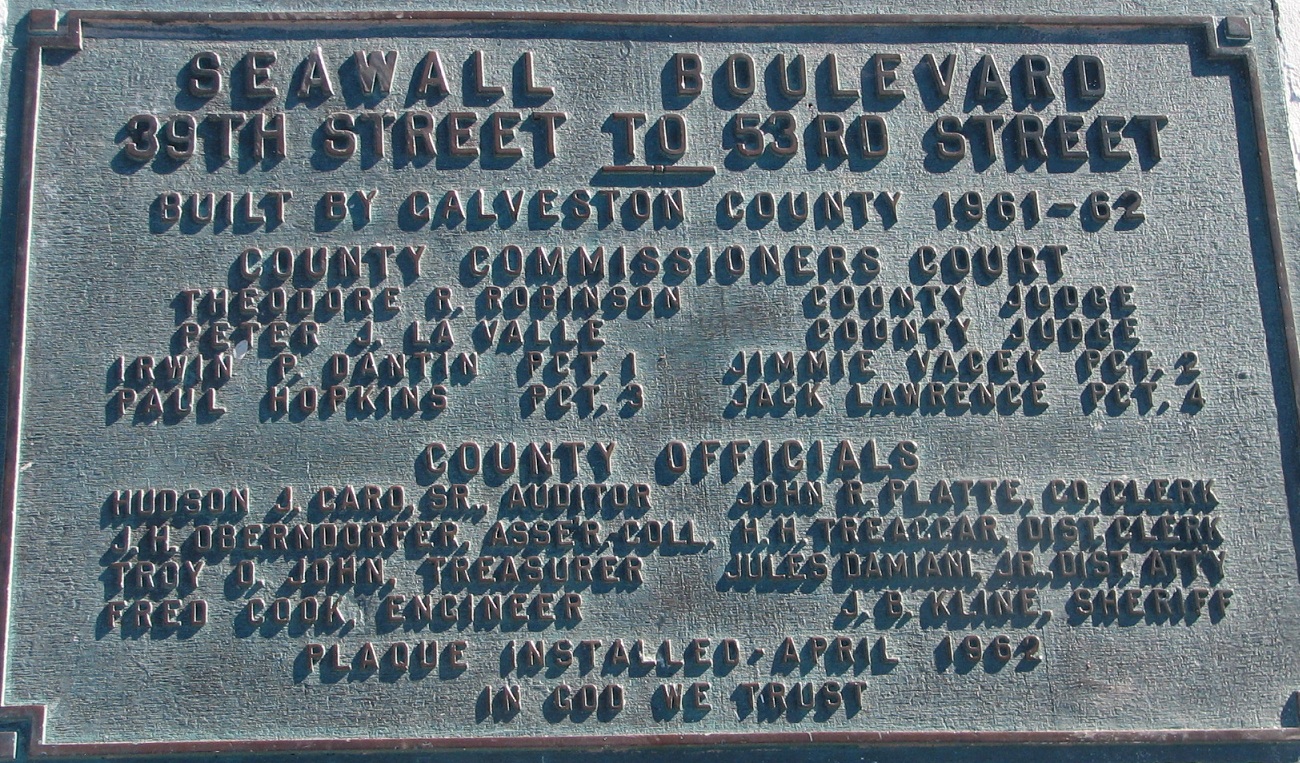 SEAWALL BOULEVARD
39TH STREET TO 53RD STREET
BUILT BY GALVESTON COUNTY 1961-62
COUNTY COMMISSIONERS COURT
THEODORE R. ROBINSON COUNTY JUDGE
PETER J. LA VALLE COUNTY JUDGE
IRWIN P. DANTIN PCT. 1 JIMMIE VACEK PCT. 2
PAUL HOPKINS PCT. 3 JACK LAWRENCE PCT. 4
COUNTY OFFICIALS
HUDSON J. CARO, SR., AUDITOR JOHN R. PLATTE, CO. CLERK
J. H. OBERNDORFER, ASSER.-COLL. H. H. TREACCAR, DIST. CLERK
TROY O. JOHN, TREASURER JULES DAMIANI, JR., DIST. ATTY
FRED COOK, ENGINEER J. B. KLINE, SHERIFF
PLAQUE INSTALLED - APRIL 1962
IN GOD WE TRUST